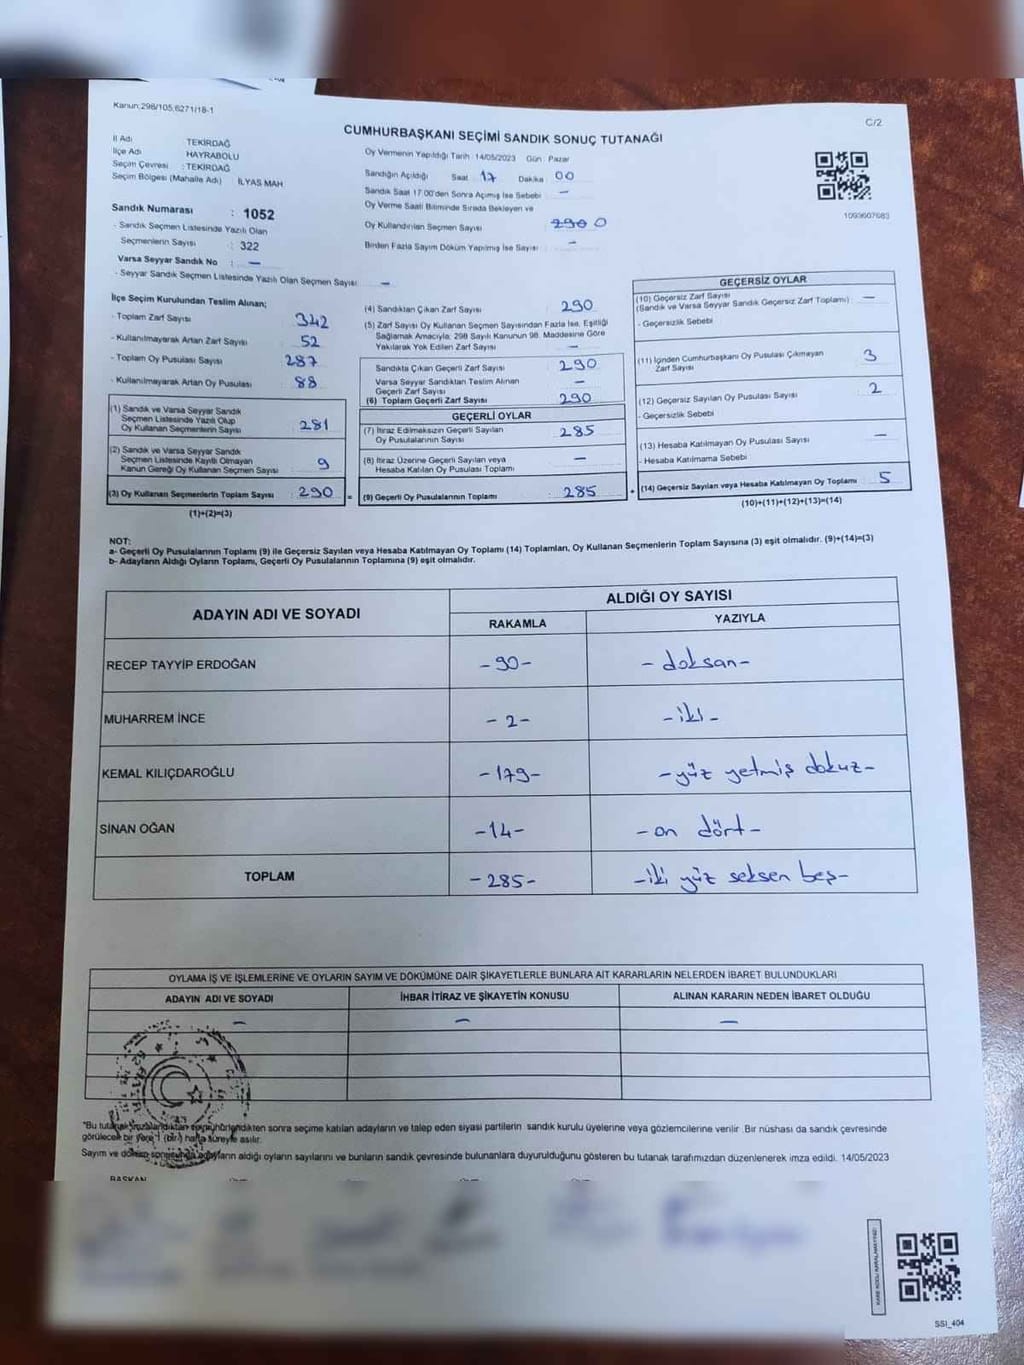 Kanun:298/105,6271/18-1
C/2
CUMHURBAŞKANI SEÇİMİ SANDIK SONUÇ TUTANAĞI
İl Adı TEKİRDAĞ
İlçe Adı HAYRABOLU
Seçim Çevresi : TEKİRDAĞ
Seçim Bölgesi (Mahalle Adı) İLYAS MAH
Sandık Numarası : 1052
- Sandık Seçmen Listesinde Yazılı Olan
Seçmenlerin Sayısı : 322
Varsa Seyyar Sandık No : —
- Seyyar Sandık Seçmen Listesinde Yazılı Olan Seçmen Sayısı: —
Oy Vermenin Yapıldığı Tarih :14/05/2023 Gün : Pazar
Sandığın Açıldığı Saat : 17 Dakika 00
Sandık Saat 17:00'den Sonra Açılmış İse Sebebi : —
Oy Verme Saati Bitiminde Sırada Bekleyen ve
Oy Kullandırılan Seçmen Sayısı : 290 0
Birden Fazla Sayım Döküm Yapılmış İse Sayısı : —
1093607683
İlçe Seçim Kurulundan Teslim Alınan;
- Toplam Zarf Sayısı : 342
- Kullanılmayarak Artan Zarf Sayısı : 52
- Toplam Oy Pusulası Sayısı : 287
- Kullanılmayarak Artan Oy Pusulası : 88
(1) Sandık ve Varsa Seyyar Sandık
Seçmen Listesinde Yazılı Olup
Oy Kullanan Seçmenlerin Sayısı : 281
(2) Sandık ve Varsa Seyyar Sandık
Seçmen Listesinde Kayıtlı Olmayan
Kanun Gereği Oy Kullanan Seçmen Sayısı : 9
(3) Oy Kullanan Seçmenlerin Toplam Sayısı : 290 =
(1)+(2)=(3)
(4) Sandıktan Çıkan Zarf Sayısı : 290
(5) Zarf Sayısı Oy Kullanan Seçmen Sayısından Fazla İse, Eşitliği
Sağlamak Amacıyla, 298 Sayılı Kanunun 98. Maddesine Göre
Yakılarak Yok Edilen Zarf Sayısı : —
Sandıkta Çıkan Geçerli Zarf Sayısı : 290
Varsa Seyyar Sandıktan Teslim Alınan
Geçerli Zarf Sayısı : —
(6) Toplam Geçerli Zarf Sayısı : 290
GEÇERLİ OYLAR
(7) İtiraz Edilmeksizin Geçerli Sayılan
Oy Pusulalarının Sayısı : 285
(8) İtiraz Üzerine Geçerli Sayılan veya
Hesaba Katılan Oy Pusulası Toplamı : —
(9) Geçerli Oy Pusulalarının Toplamı : 285 +
GEÇERSİZ OYLAR
(10) Geçersiz Zarf Sayısı
(Sandık ve Varsa Seyyar Sandık Geçersiz Zarf Toplamı) : —
- Geçersizlik Sebebi
(11) İçinden Cumhurbaşkanı Oy Pusulası Çıkmayan
Zarf Sayısı : 3
(12) Geçersiz Sayılan Oy Pusulası Sayısı : 2
- Geçersizlik Sebebi
(13) Hesaba Katılmayan Oy Pusulası Sayısı : —
- Hesaba Katılmama Sebebi
(14) Geçersiz Sayılan veya Hesaba Katılmayan Oy Toplamı : 5
(10)+(11)+(12)+(13)=(14)
NOT:
a- Geçerli Oy Pusulalarının Toplamı (9) ile Geçersiz Sayılan veya Hesaba Katılmayan Oy Toplamı (14) Toplamları, Oy Kullanan Seçmenlerin Toplam Sayısına (3) eşit olmalıdır. (9)+(14)=(3)
b- Adayların Aldığı Oyların Toplamı, Geçerli Oy Pusulalarının Toplamına (9) eşit olmalıdır.
ADAYIN ADI VE SOYADI ALDIĞI OY SAYISI
RAKAMLA YAZIYLA
RECEP TAYYİP ERDOĞAN -90- -doksan-
MUHARREM İNCE -2- -iki-
KEMAL KILIÇDAROĞLU -179- -yüz yetmiş dokuz-
SİNAN OĞAN -14- -on dört-
TOPLAM -285- -iki yüz seksen beş-
OYLAMA İŞ VE İŞLEMLERİNE VE OYLARIN SAYIM VE DÖKÜMÜNE DAİR ŞİKAYETLERLE BUNLARA AİT KARARLARIN NELERDEN İBARET BULUNDUKLARI
ADAYIN ADI VE SOYADI İHBAR İTİRAZ VE ŞİKAYETİN KONUSU ALINAN KARARIN NEDEN İBARET OLDUĞU
— — —
*Bu tutanak imzalandıktan sonra sonra seçime katılan adayların ve talep eden siyasi partilerin sandık kurulu üyelerine veya gözlemcilerine verilir. Bir nüshası da sandık çevresinde
görülecek bir yere 1 (bir) hafta süreyle asılır.
Sayım ve döküm adayların aldığı oyların sayılarını ve bunların sandık çevresinde bulunanlara duyurulduğunu gösteren bu tutanak tarafımızdan düzenlenerek imza edildi. 14/05/2023
BAŞKAN
SSI_404